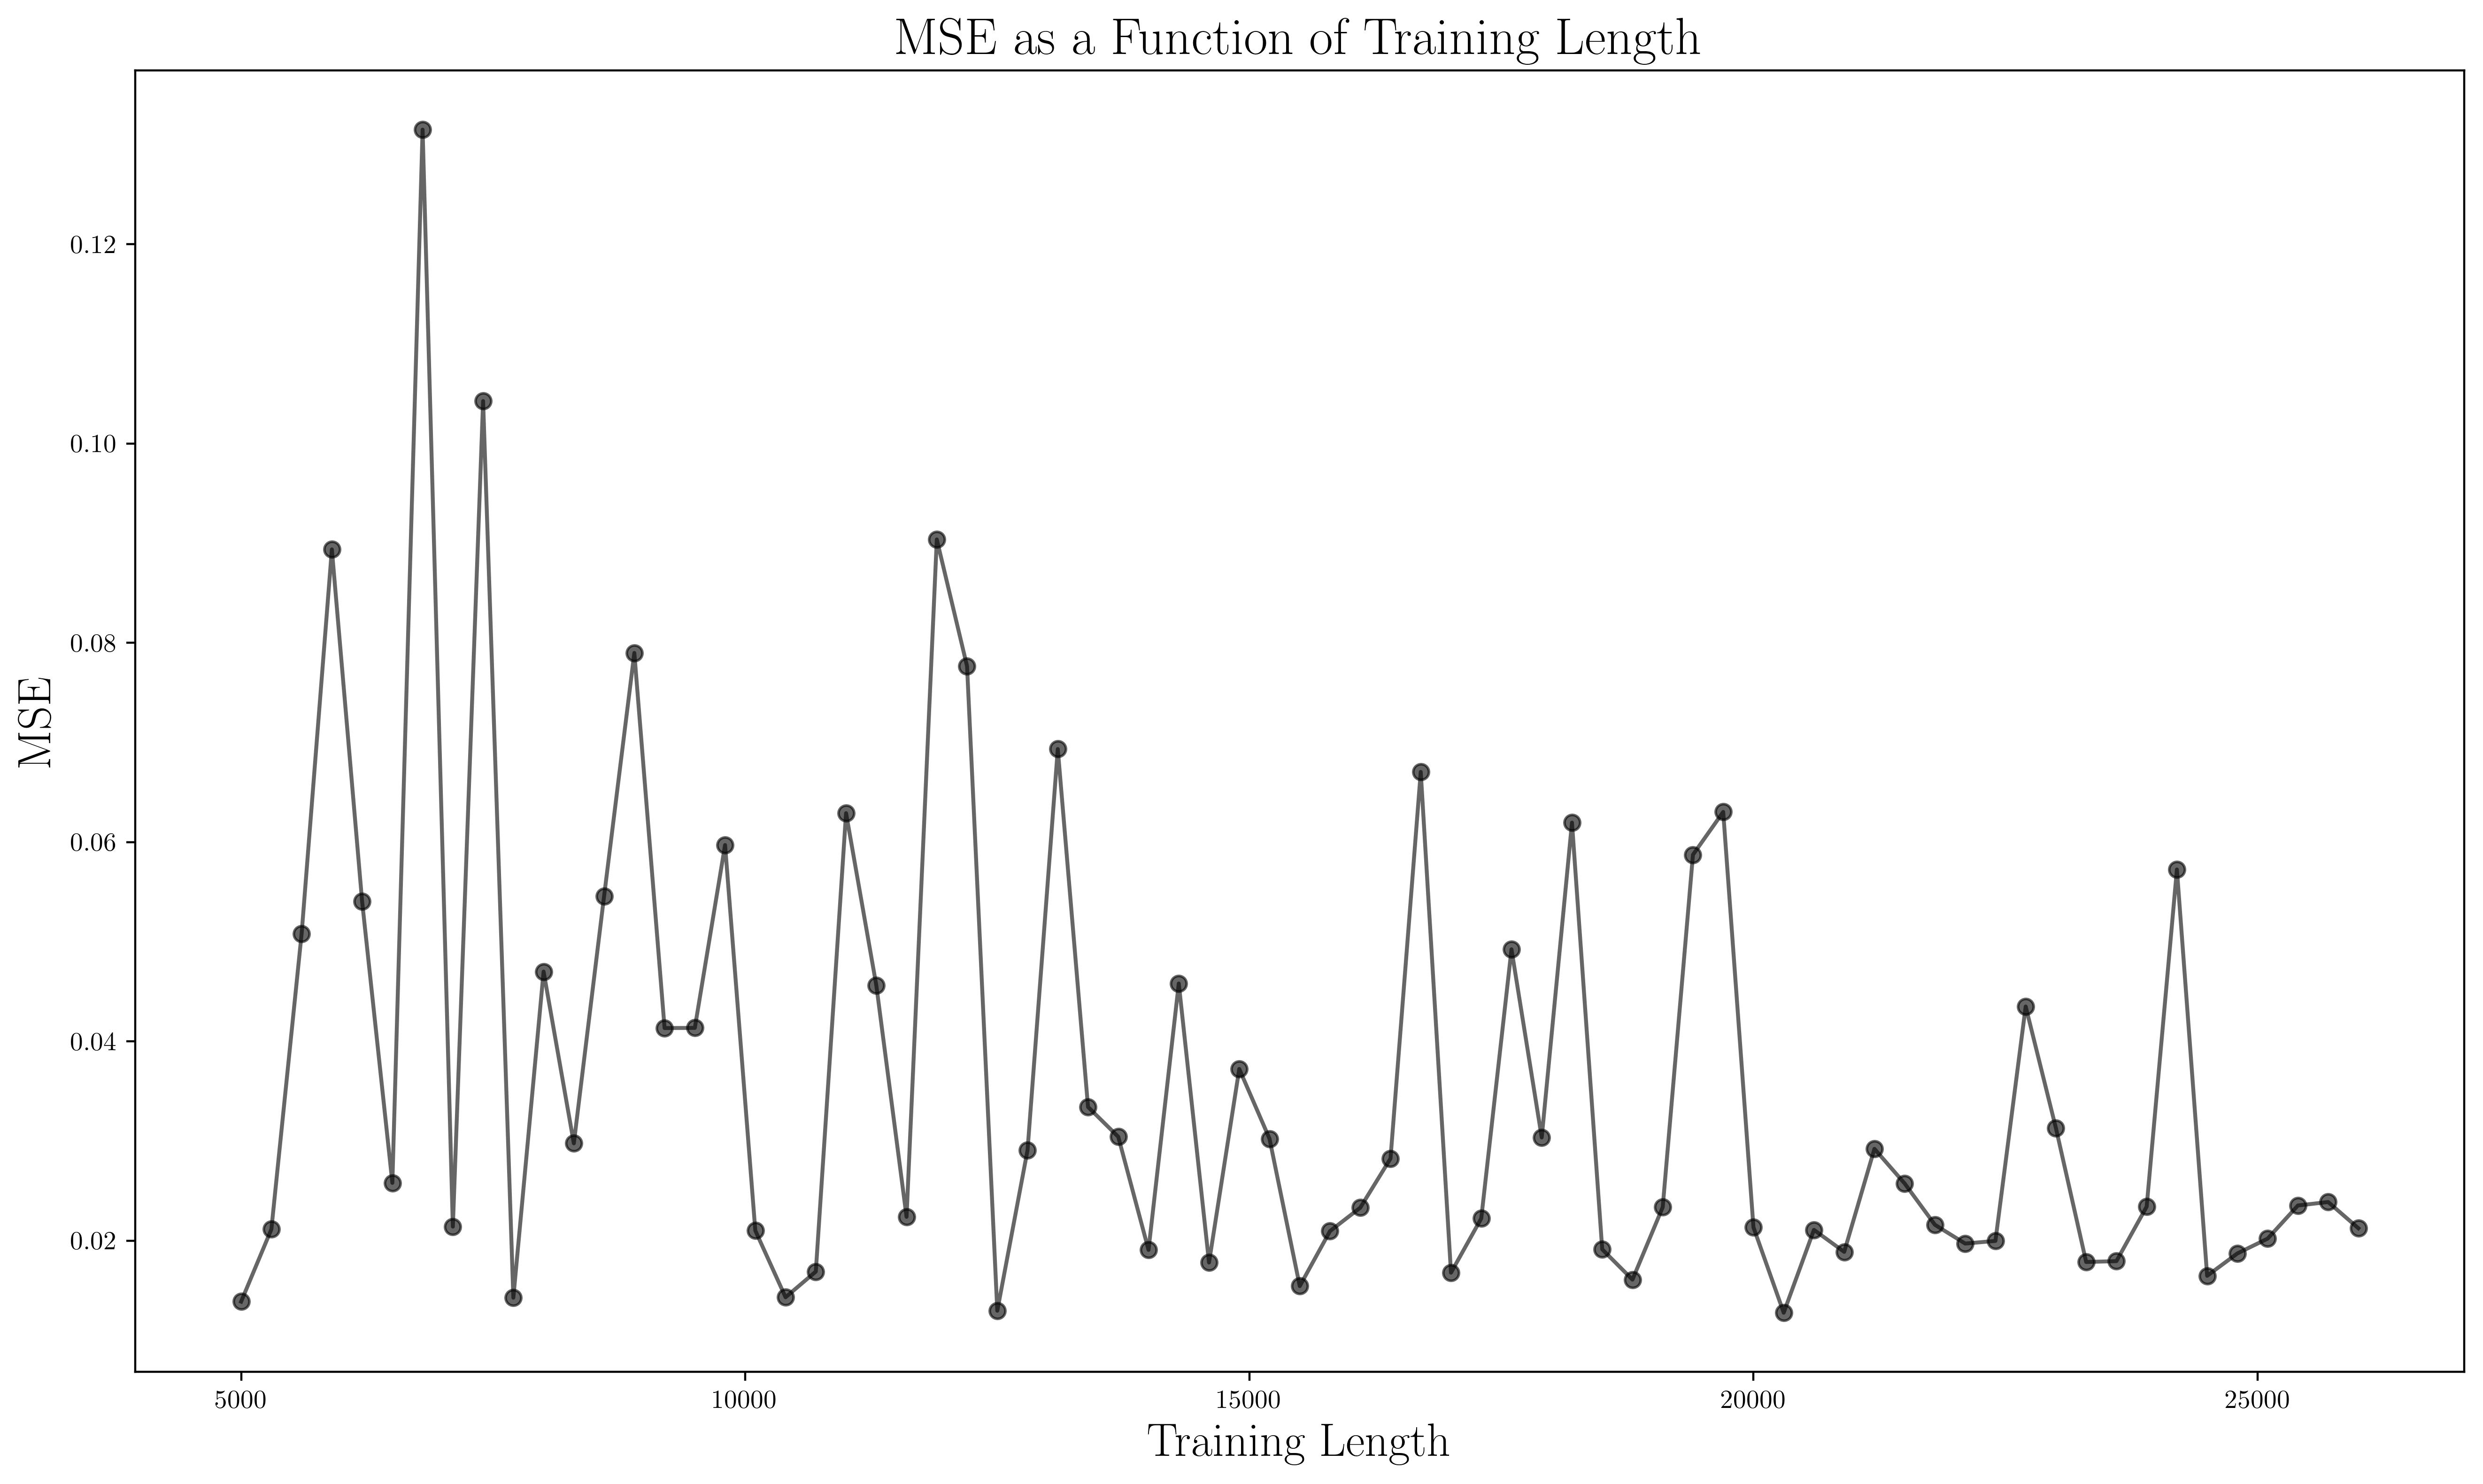 MSE as a Function of Training Length
0.12
0.10
0.08
0.06
0.04
0.02
MSE
5000 10000 15000 20000 25000
Training Length